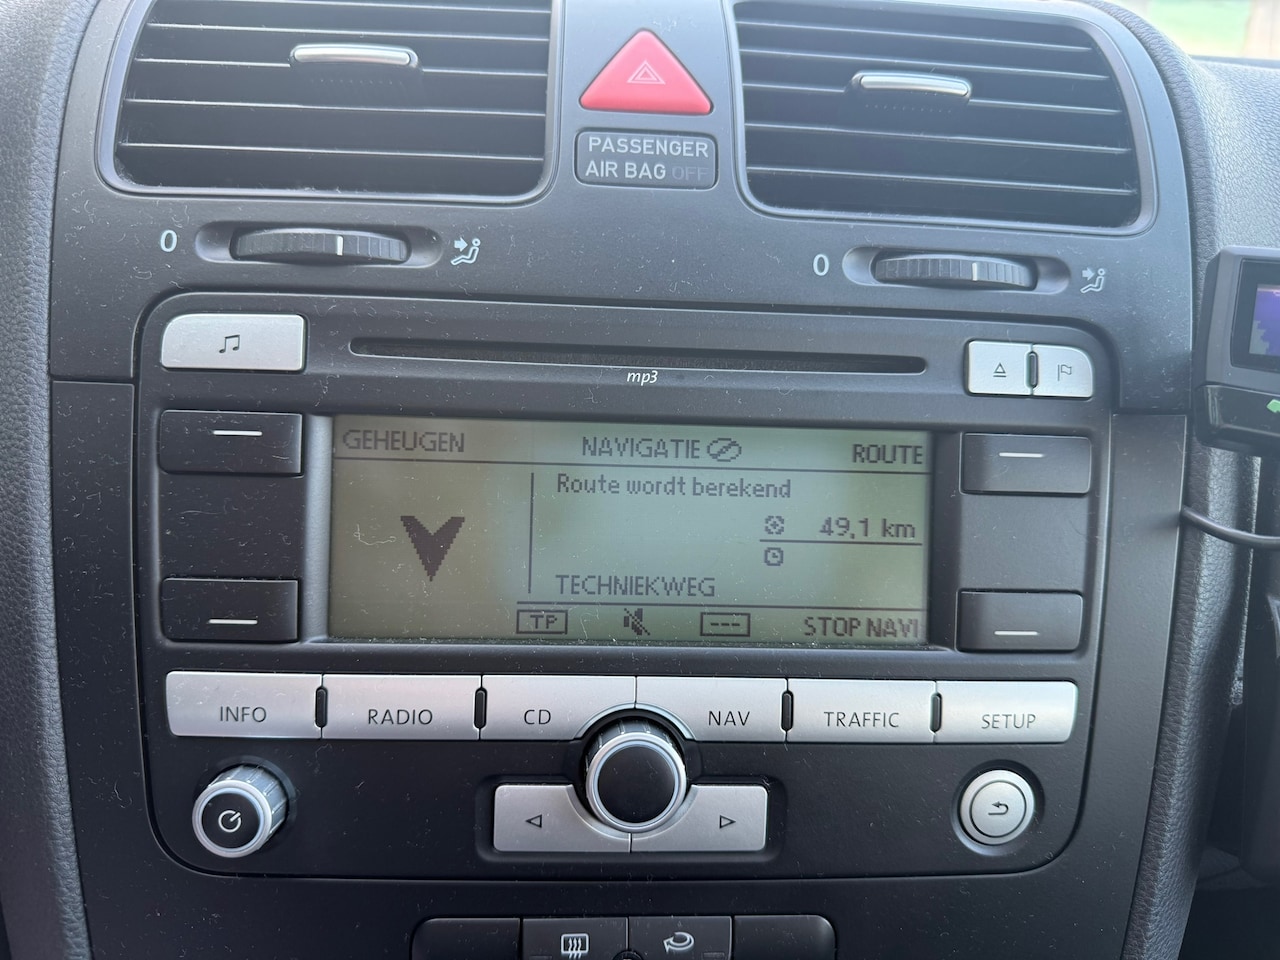 PASSENGER
AIR BAG OFF
0
0
mp3
GEHEUGEN NAVIGATIE ROUTE
Route wordt berekend
49,1 km
TECHNIEKWEG
TP --- STOP NAVI
INFO RADIO CD NAV TRAFFIC SETUP